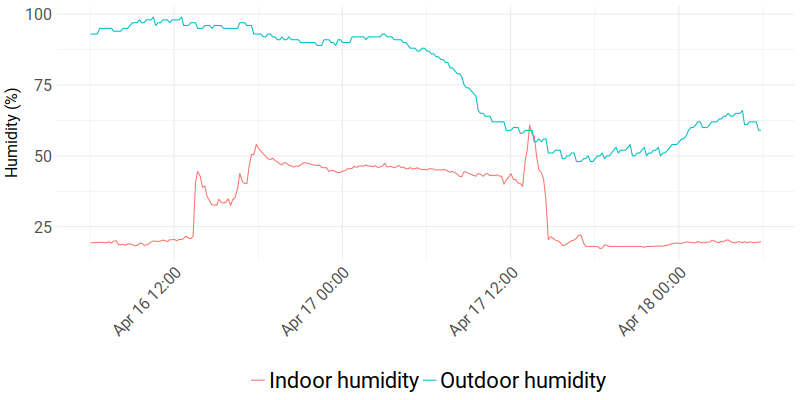 100
75
50
25
Humidity (%)
Apr 16 12:00
Apr 17 00:00
Apr 17 12:00
Apr 18 00:00
Indoor humidity
Outdoor humidity